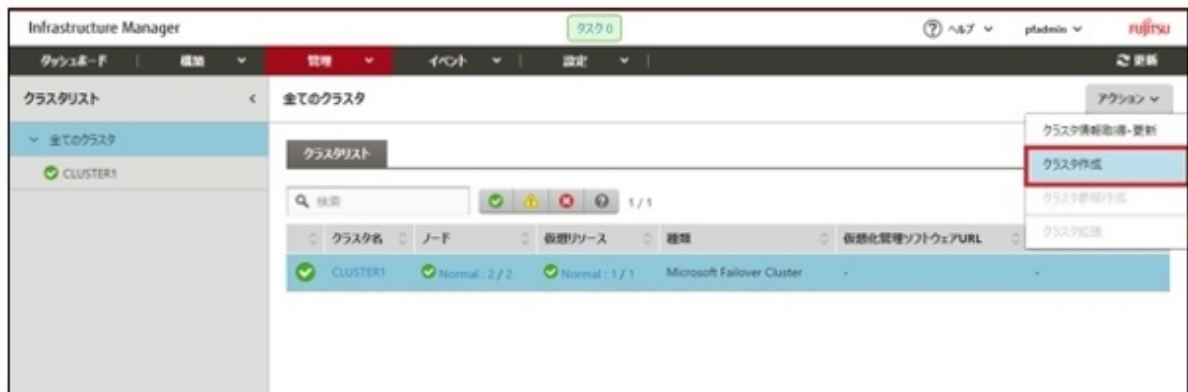 Infrastructure Manager
タスク 0
ヘルプ
pfadmin
FUJITSU
ダッシュボード
構築
管理
イベント
設定
更新
クラスタリスト
全てのクラスタ
アクション
全てのクラスタ
CLUSTER1
クラスタ情報取得・更新
クラスタ作成
クラスタ参照作成
クラスタ拡張
クラスタリスト
検索
1 / 1
クラスタ名 ノード 仮想リソース 種類 仮想化管理ソフトウェアURL
CLUSTER1 Normal : 2 / 2 Normal : 1 / 1 Microsoft Failover Cluster - -